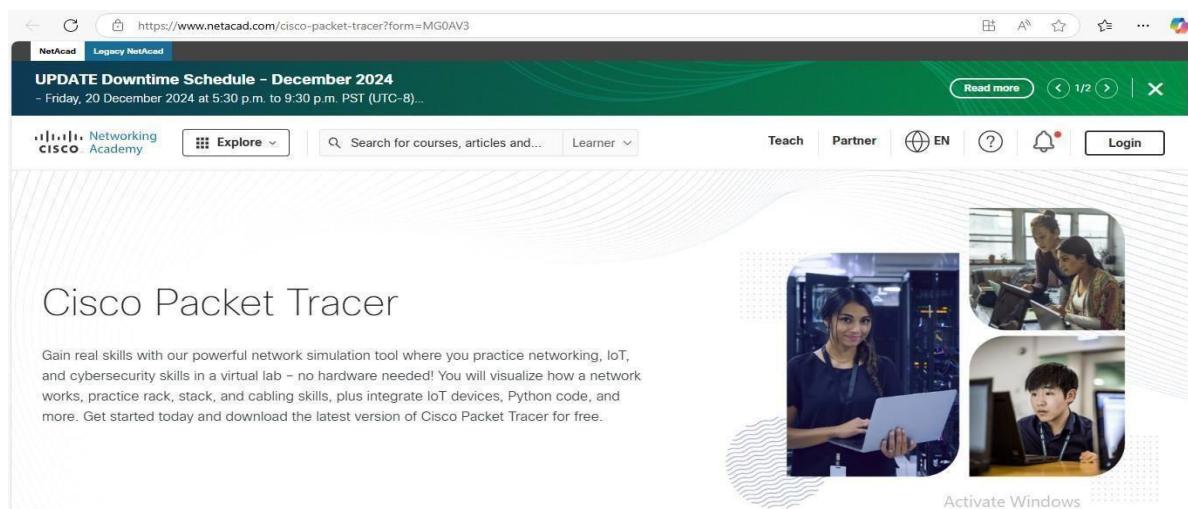 https://www.netacad.com/cisco-packet-tracer?form=MG0AV3
NetAcad Legacy NetAcad
UPDATE Downtime Schedule – December 2024
- Friday, 20 December 2024 at 5:30 p.m. to 9:30 p.m. PST (UTC-8)...
Read more 1/2
CISCO Networking Academy Explore Search for courses, articles and... Learner Teach Partner EN Login
Cisco Packet Tracer
Gain real skills with our powerful network simulation tool where you practice networking, IoT,
and cybersecurity skills in a virtual lab – no hardware needed! You will visualize how a network
works, practice rack, stack, and cabling skills, plus integrate IoT devices, Python code, and
more. Get started today and download the latest version of Cisco Packet Tracer for free.
Activate Windows